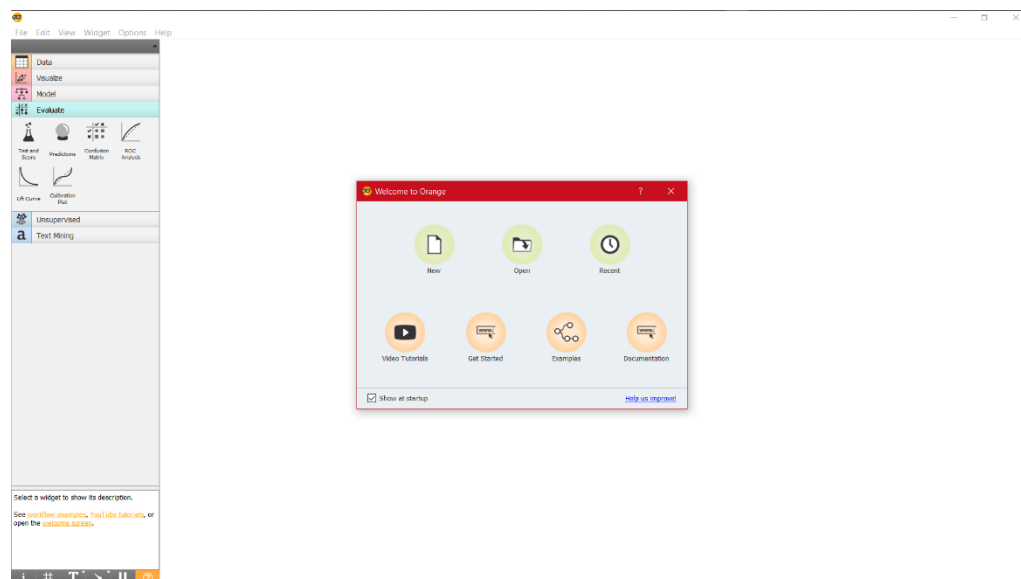 File Edit View Widget Options Help
Data
Visualize
Model
Evaluate
Test and
Score
Predictions
Confusion
Matrix
ROC
Analysis
Lift Curve
Calibration
Plot
Unsupervised
a Text Mining
Welcome to Orange
New
Open
Recent
Video Tutorials
Get Started
Examples
Documentation
Show at startup
Help us improve!
Select a widget to show its description.
See workflow examples, YouTube tutorials, or
open the welcome screen.